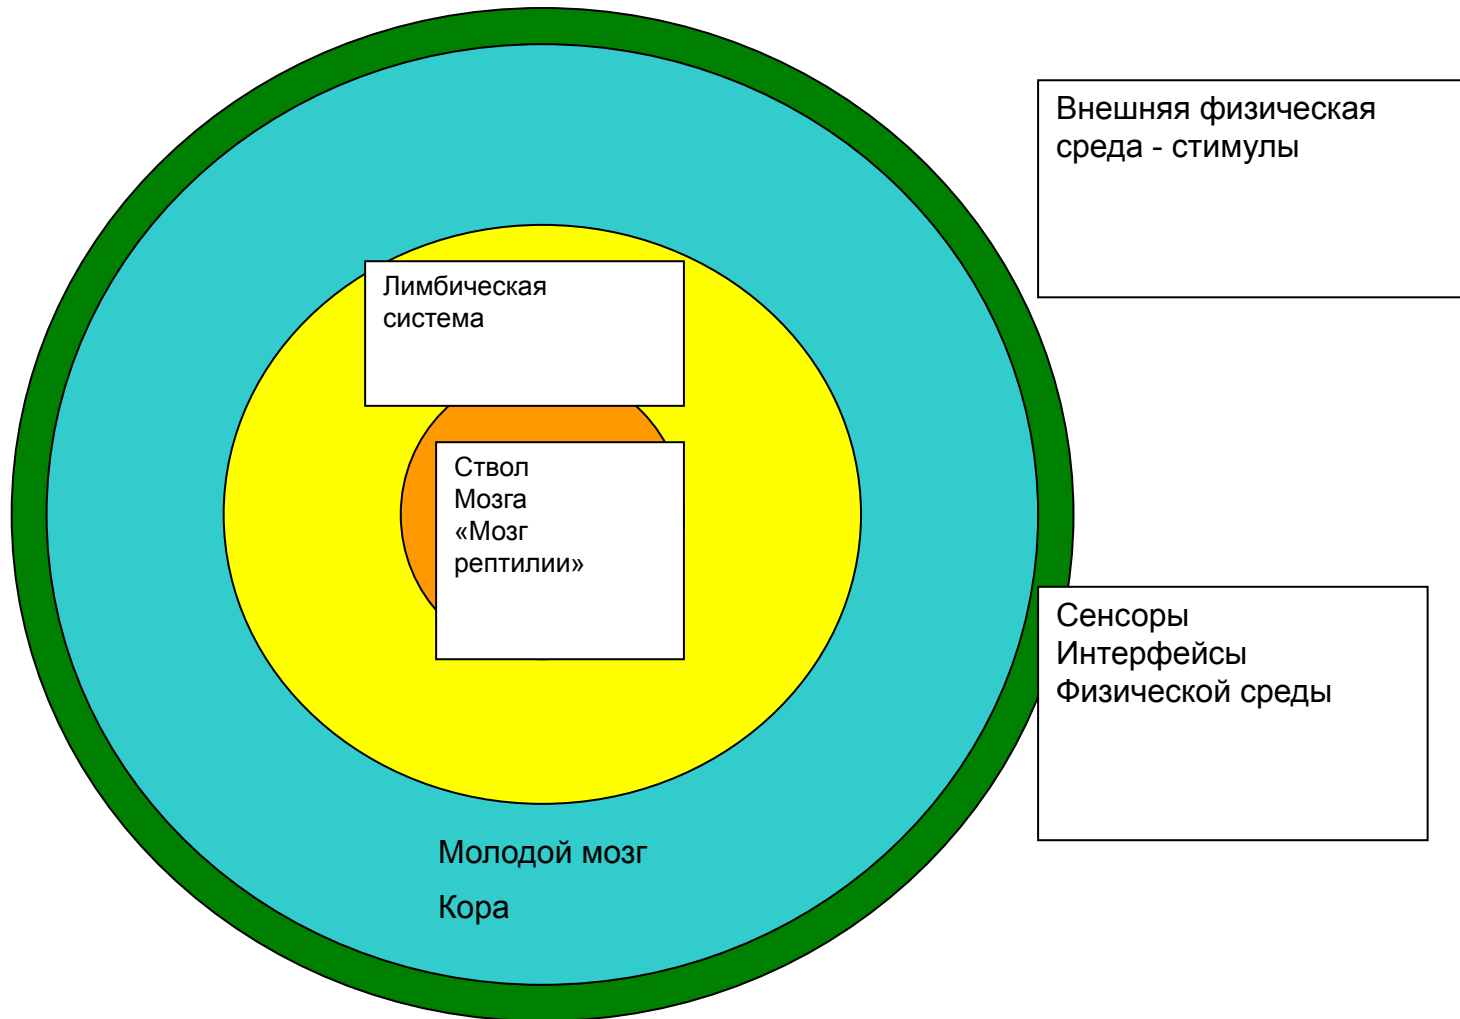 Внешняя физическая
среда - стимулы
Лимбическая
система
Ствол
Мозга
«Мозг
рептилии»
Сенсоры
Интерфейсы
Физической среды
Молодой мозг
Кора